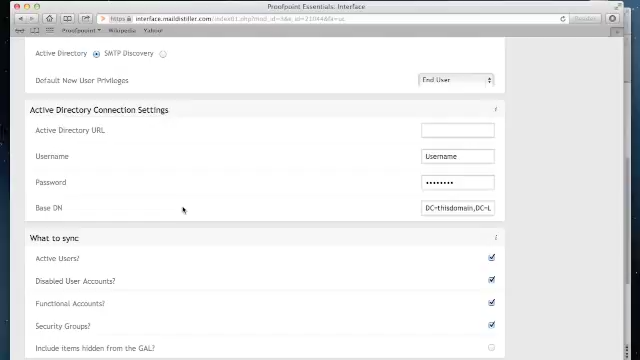 Proofpoint Essentials: Interface
Proofpoint Wikipedia Yahoo!
Active Directory SMTP Discovery
Default New User Privileges End User
Active Directory Connection Settings i
Active Directory URL
Username Username
Password ••••••••
Base DN DC=thisdomain,DC=L
What to sync i
Active Users?
Disabled User Accounts?
Functional Accounts?
Security Groups?
Include items hidden from the GAL?